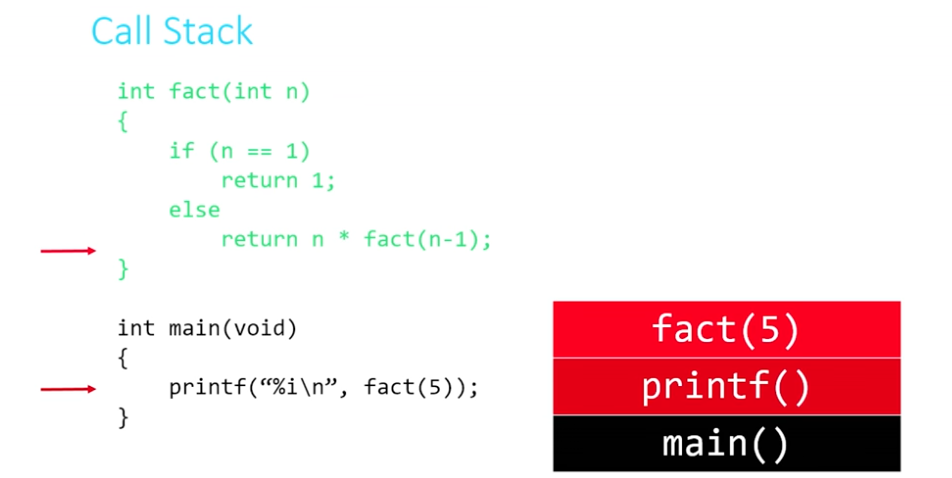 Call Stack
int fact(int n)
{
    if (n == 1)
        return 1;
    else
        return n * fact(n-1);
}
int main(void)
{
    printf(“%i\n”, fact(5));
}
fact(5)
printf()
main()